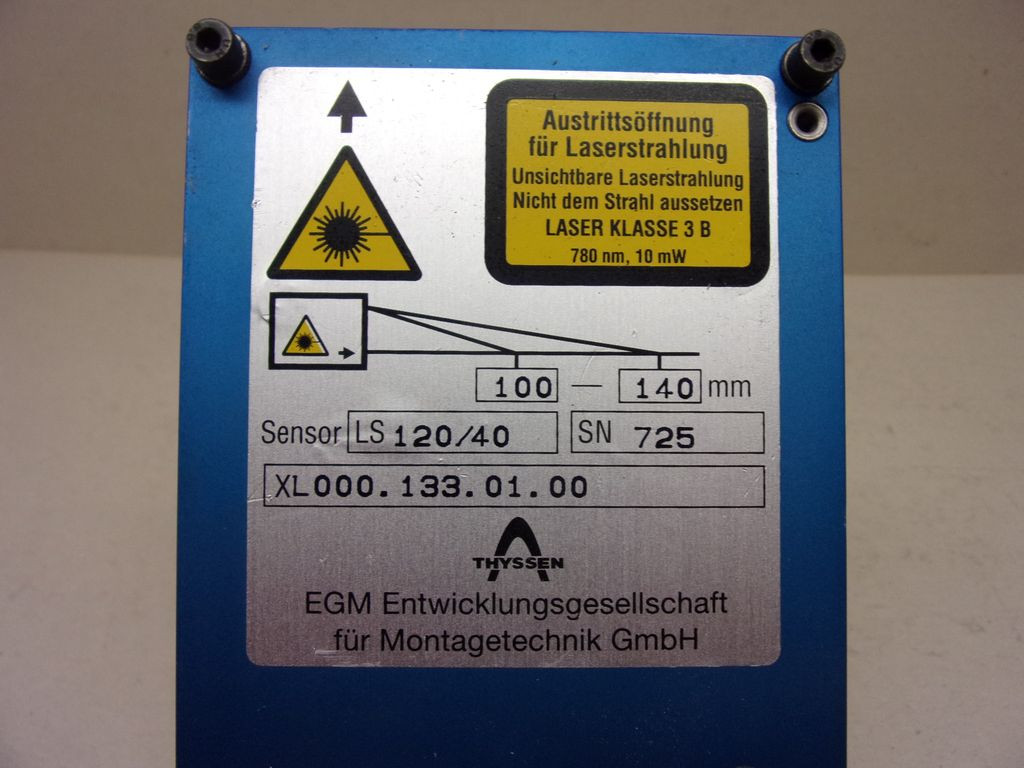 Austrittsöffnung
für Laserstrahlung
Unsichtbare Laserstrahlung
Nicht dem Strahl aussetzen
LASER KLASSE 3 B
780 nm, 10 mW
100 — 140 mm
Sensor LS 120/40 SN 725
XL000.133.01.00
THYSSEN
EGM Entwicklungsgesellschaft
für Montagetechnik GmbH